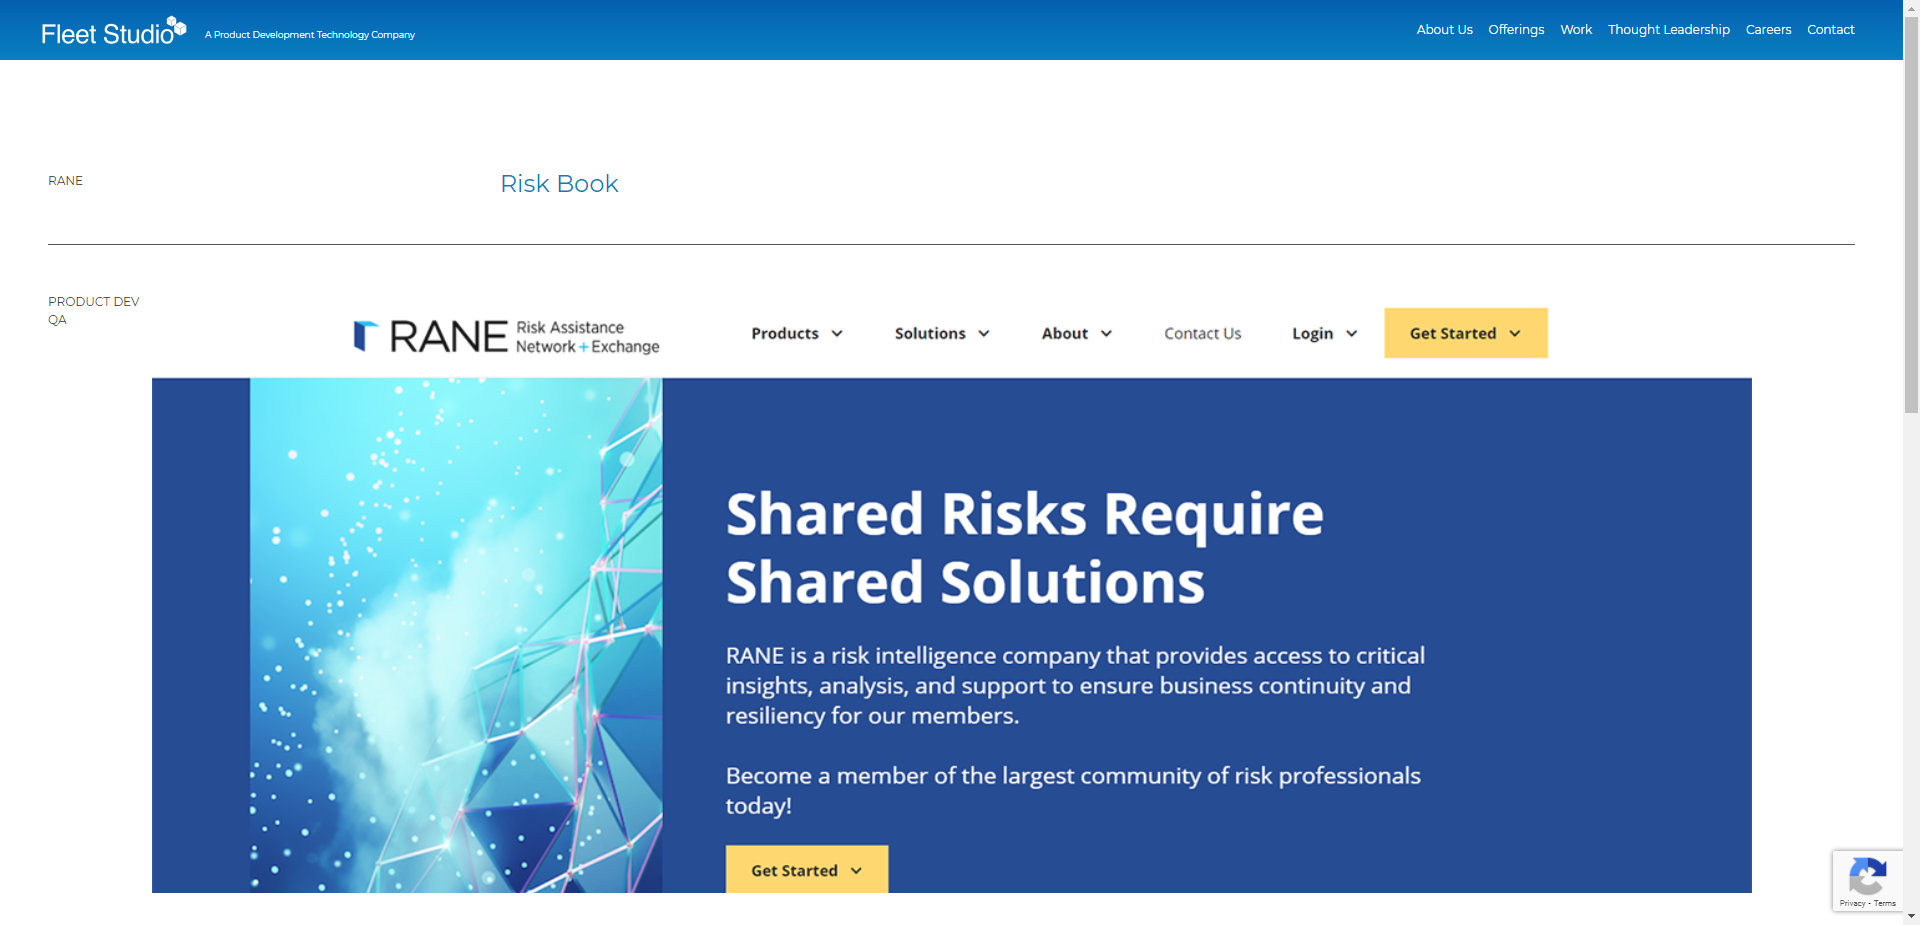 Fleet Studio
A Product Development Technology Company
About Us
Offerings
Work
Thought Leadership
Careers
Contact
RANE
Risk Book
PRODUCT DEV
QA
RANE
Risk Assistance
Network + Exchange
Products
Solutions
About
Contact Us
Login
Get Started
Shared Risks Require
Shared Solutions
RANE is a risk intelligence company that provides access to critical
insights, analysis, and support to ensure business continuity and
resiliency for our members.
Become a member of the largest community of risk professionals
today!
Get Started
Privacy - Terms